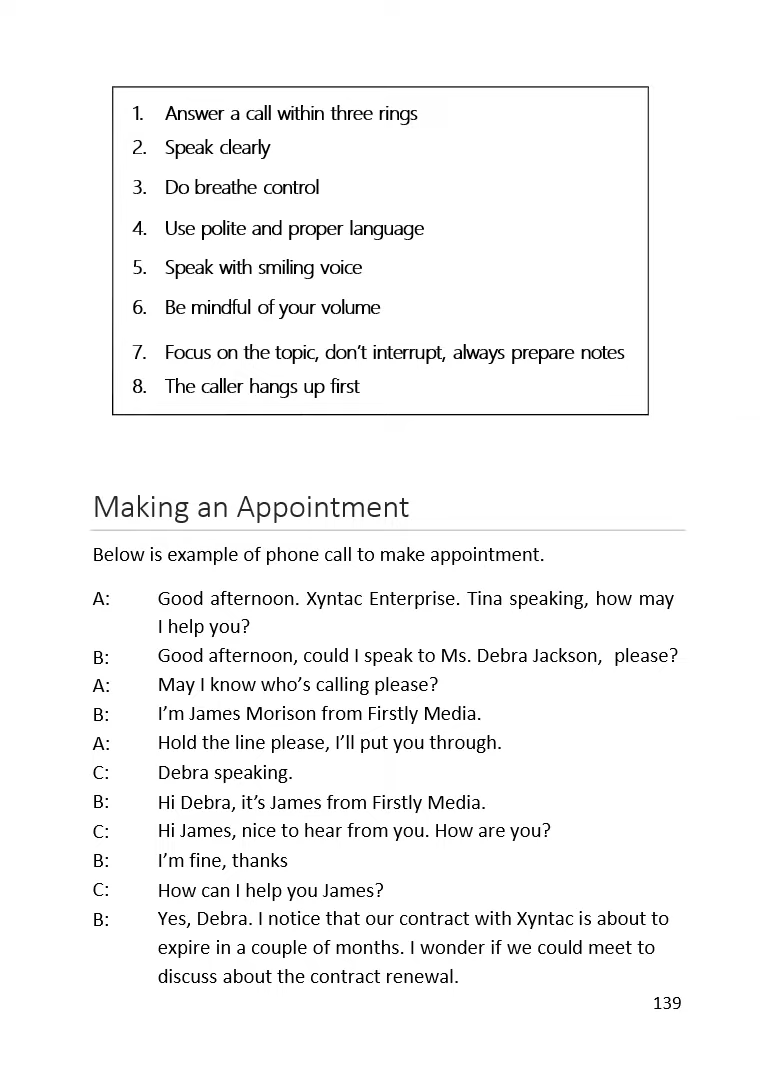 1. Answer a call within three rings
2. Speak clearly
3. Do breathe control
4. Use polite and proper language
5. Speak with smiling voice
6. Be mindful of your volume
7. Focus on the topic, don't interrupt, always prepare notes
8. The caller hangs up first
Making an Appointment
Below is example of phone call to make appointment.
A: Good afternoon. Xyntac Enterprise. Tina speaking, how may
I help you?
B: Good afternoon, could I speak to Ms. Debra Jackson, please?
A: May I know who’s calling please?
B: I’m James Morison from Firstly Media.
A: Hold the line please, I’ll put you through.
C: Debra speaking.
B: Hi Debra, it’s James from Firstly Media.
C: Hi James, nice to hear from you. How are you?
B: I’m fine, thanks
C: How can I help you James?
B: Yes, Debra. I notice that our contract with Xyntac is about to
expire in a couple of months. I wonder if we could meet to
discuss about the contract renewal.
139